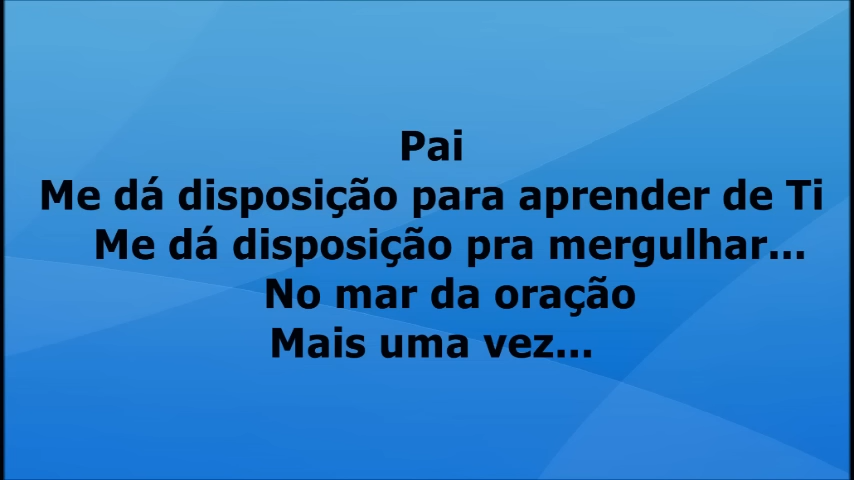 Pai
Me dá disposição para aprender de Ti
Me dá disposição pra mergulhar...
No mar da oração
Mais uma vez...